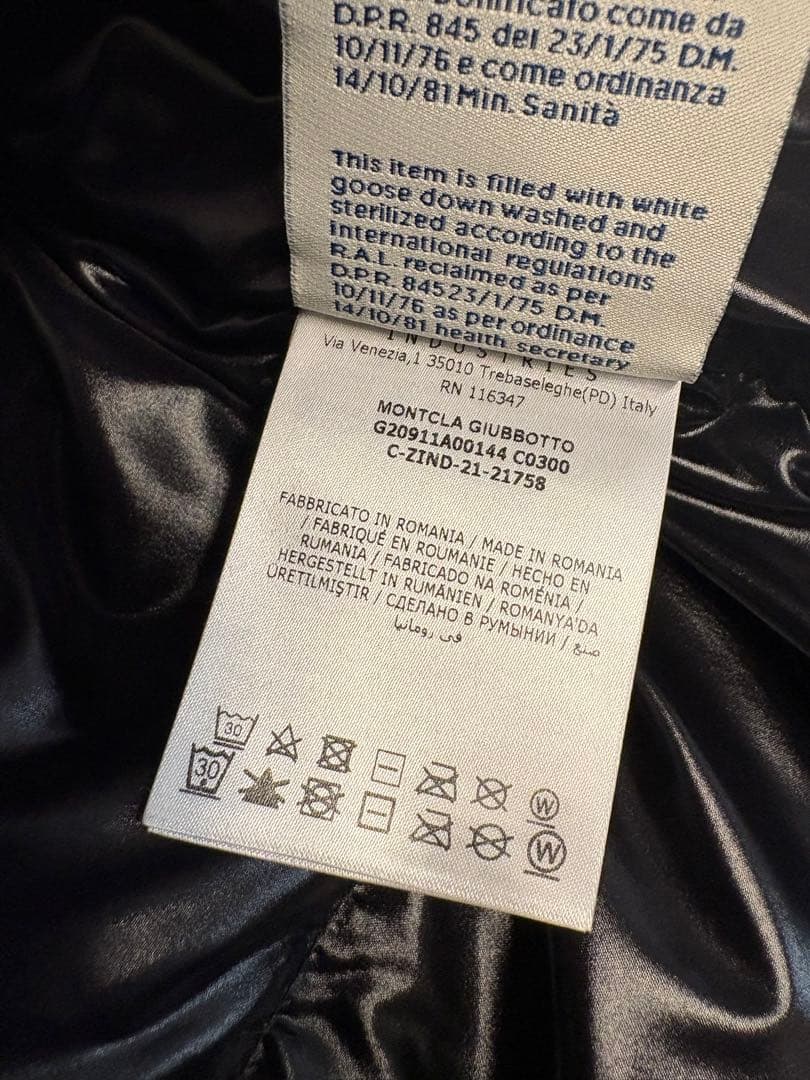 come da
D.P.R. 845 del 23/1/75 D.M.
10/11/76 e come ordinanza
14/10/81 Min. Sanità
This item is filled with white
goose down washed and
sterilized according to the
international regulations
R.A.L. reclaimed as per
D.P.R. 845 23/1/75 D.M.
10/11/76 as per ordinance
14/10/81 health secretary
INDUSTRIES
Via Venezia,1 35010 Trebaseleghe(PD) Italy
RN 116347
MONTCLA GIUBBOTTO
G20911A00144 C0300
C-ZIND-21-21758
FABBRICATO IN ROMANIA / MADE IN ROMANIA
/ FABRIQUÉ EN ROUMANIE / HECHO EN
RUMANIA / FABRICADO NA ROMÉNIA /
HERGESTELLT IN RUMÄNIEN / ROMANYA'DA
ÜRETILMIŞTIR / СДЕЛАНО В РУМЫНИИ / صنع
في رومانيا
30
W
30
W